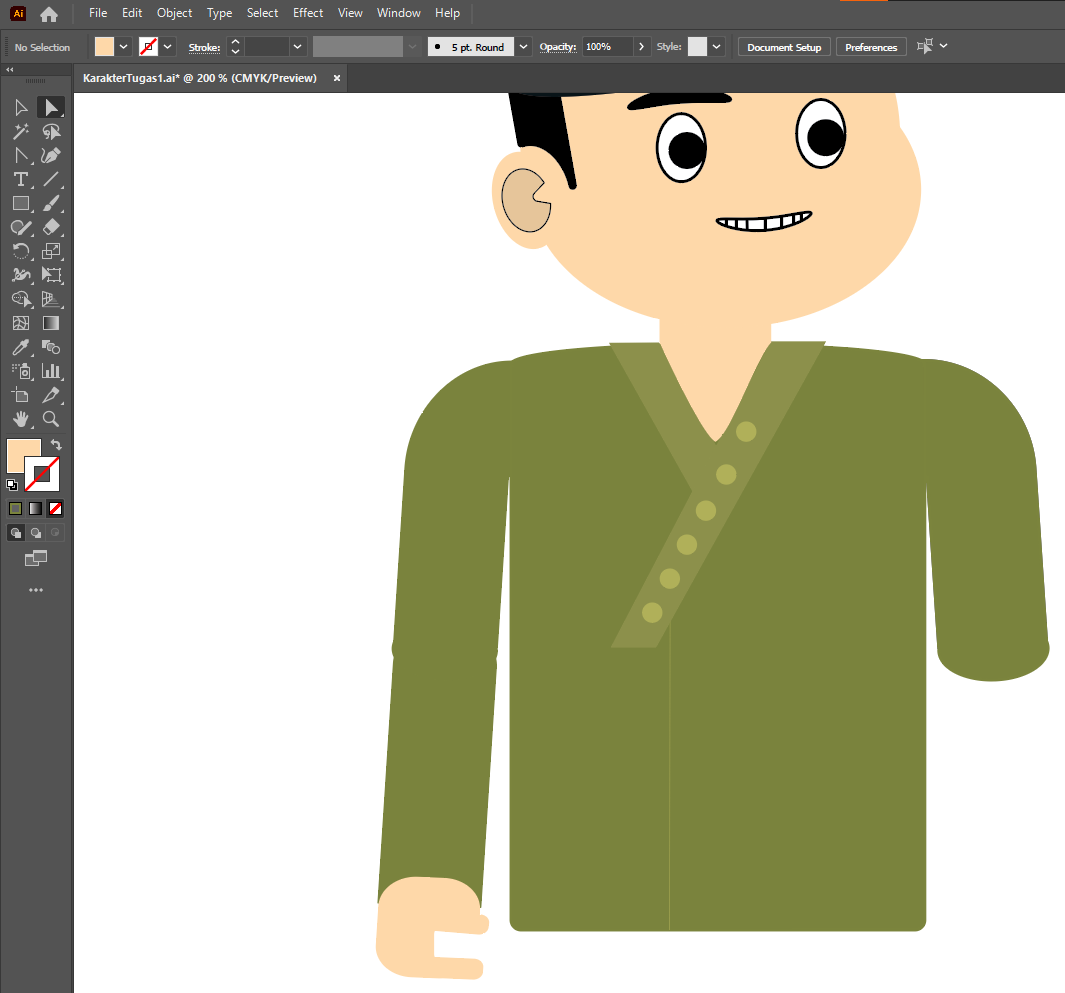 Ai File Edit Object Type Select Effect View Window Help
No Selection Stroke: 5 pt. Round Opacity: 100% Style: Document Setup Preferences
KarakterTugas1.ai* @ 200 % (CMYK/Preview) ×